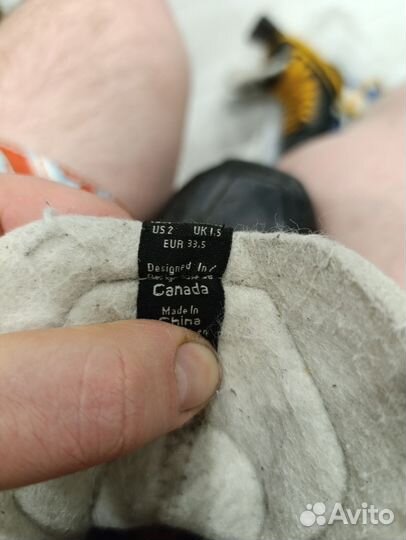 US 2 UK 1.5
EUR 33.5
Designed In/
Canada
Made In
China
Avito